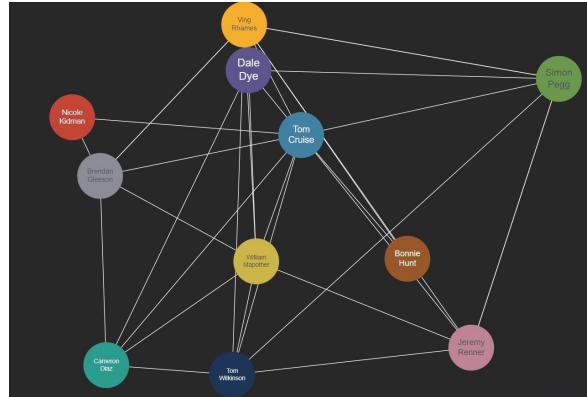 Ving
Rhames
Dale
Dye
Simon
Pegg
Nicole
Kidman
Tom
Cruise
Brendan
Gleeson
William
Mapother
Bonnie
Hunt
Jeremy
Renner
Cameron
Diaz
Tom
Wilkinson